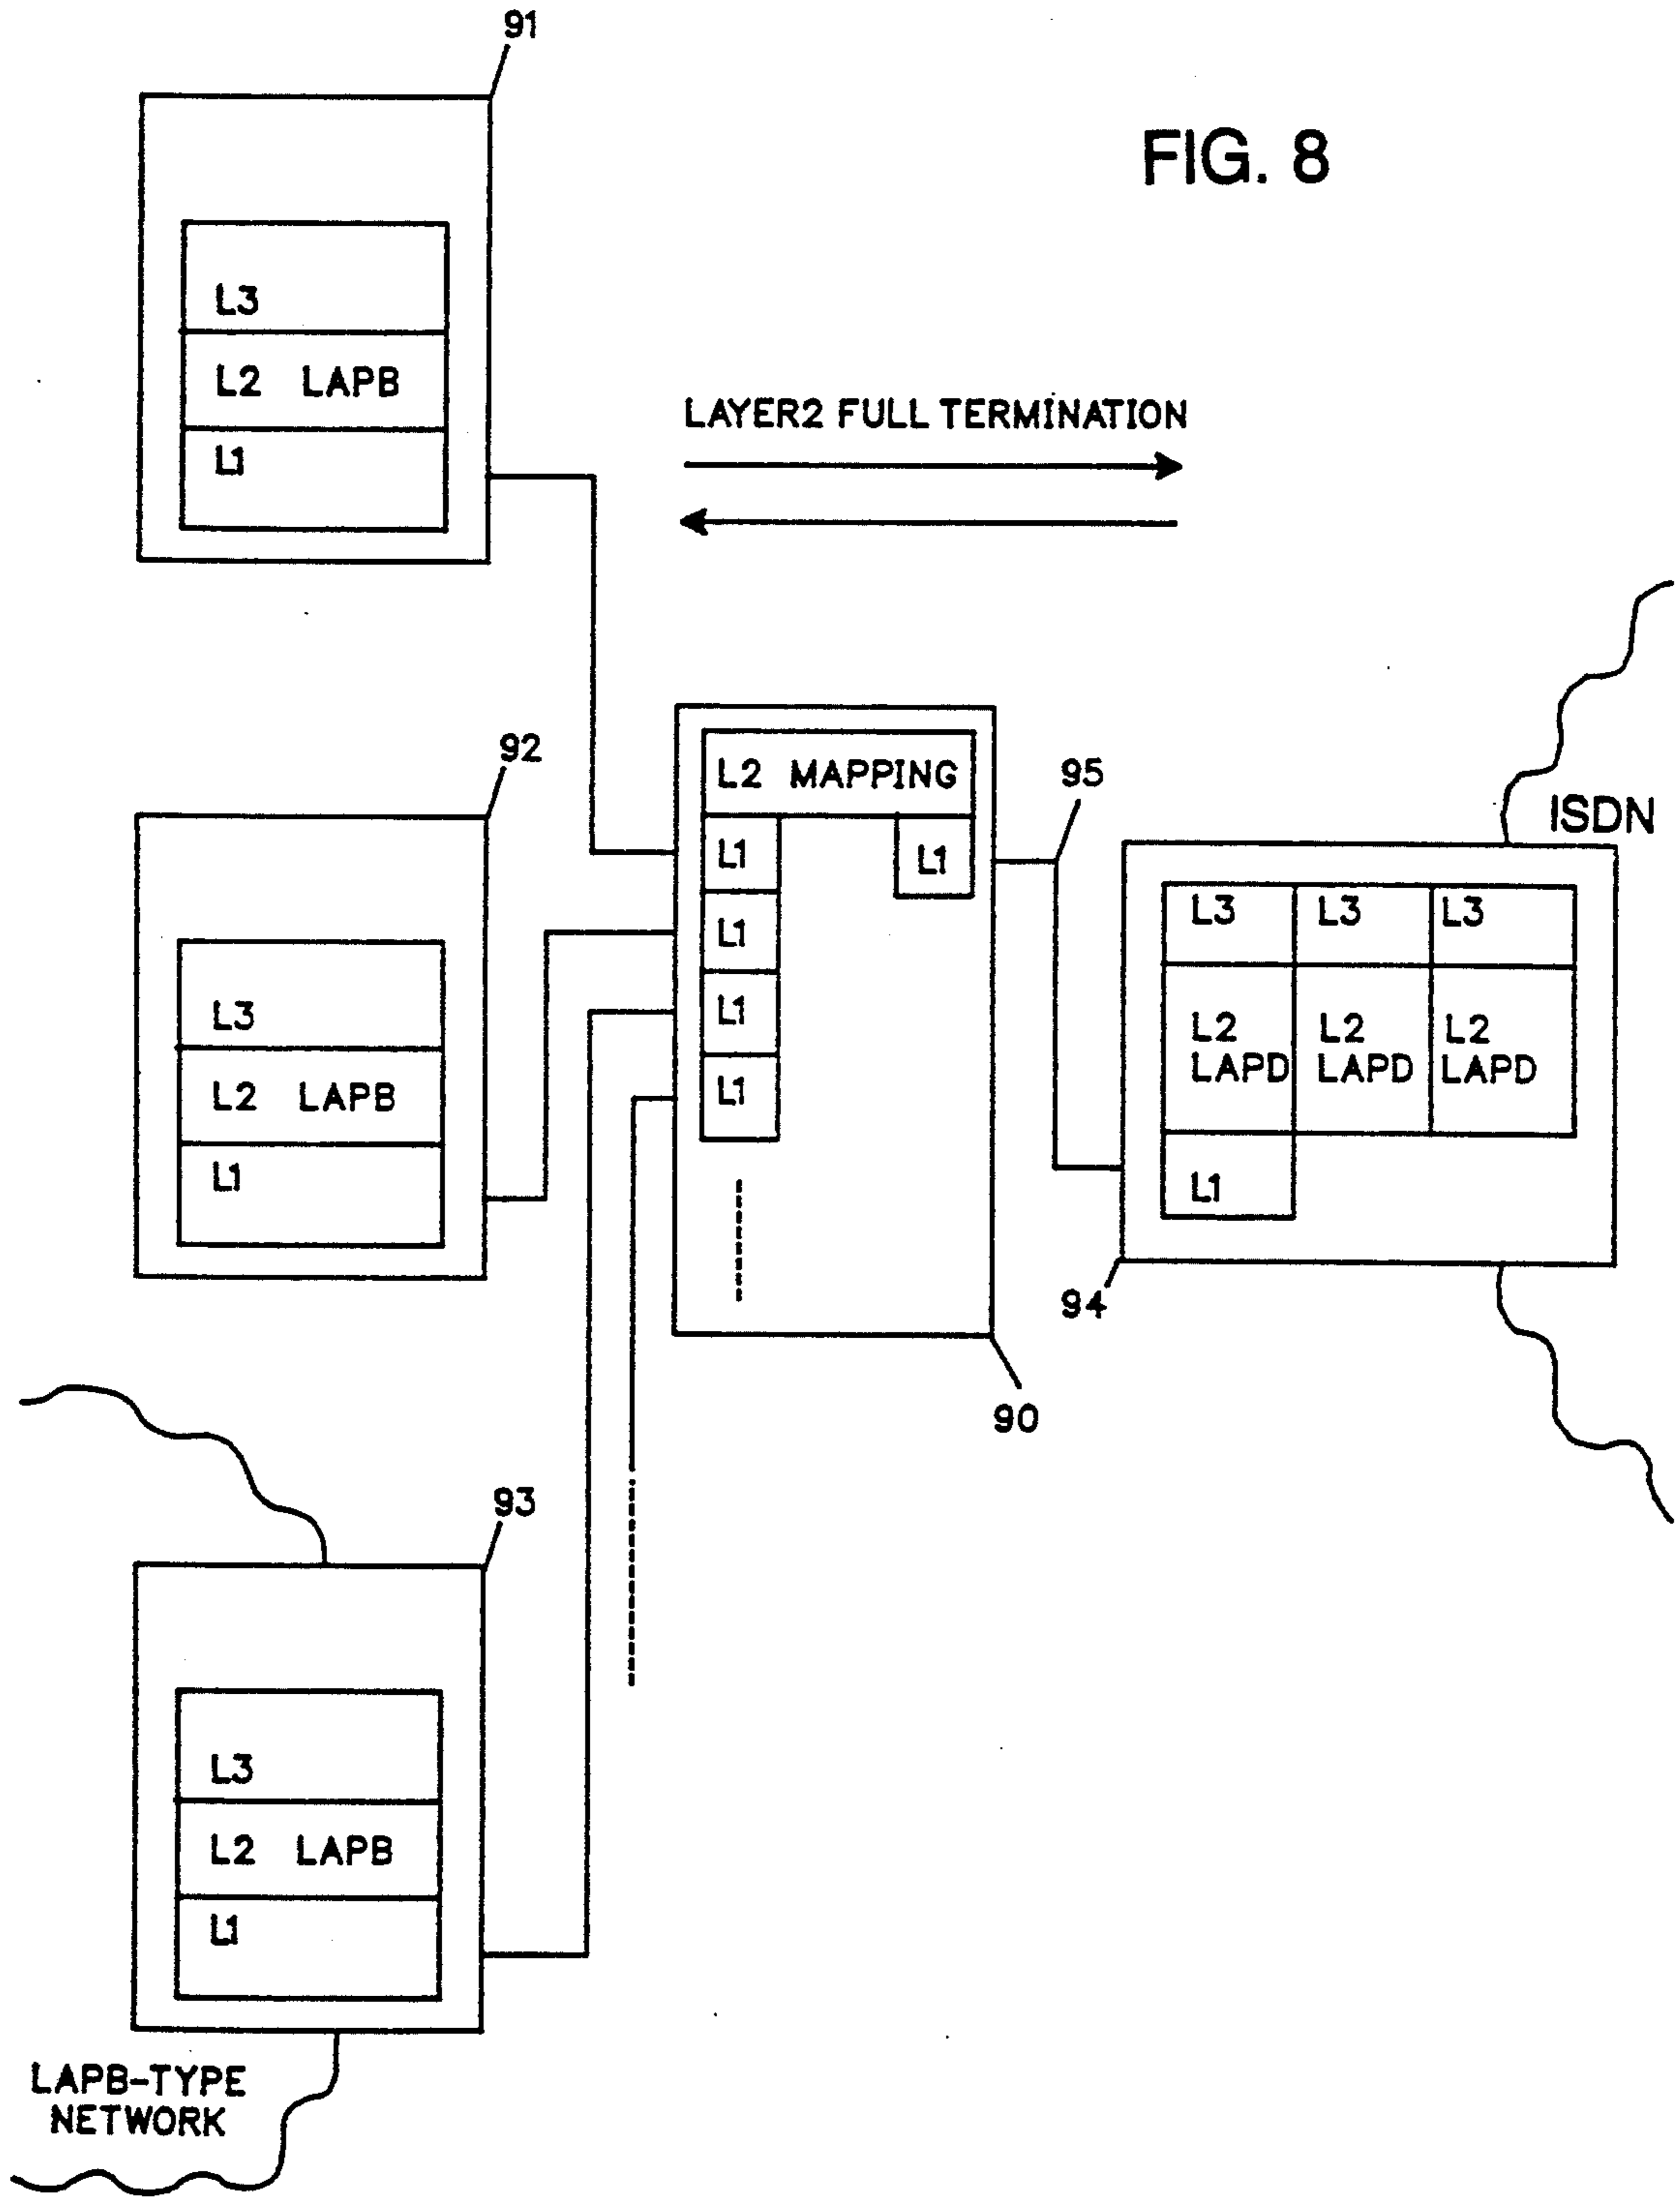 91
FIG. 8
L3
L2 LAPB
L1
LAYER2 FULL TERMINATION
92
L3
L2 LAPB
L1
L2 MAPPING
L1
L1
L1
L1
L1
90
95
ISDN
L3 L3 L3
L2 L2 L2
LAPD LAPD LAPD
L1
94
93
L3
L2 LAPB
L1
LAPB-TYPE
NETWORK